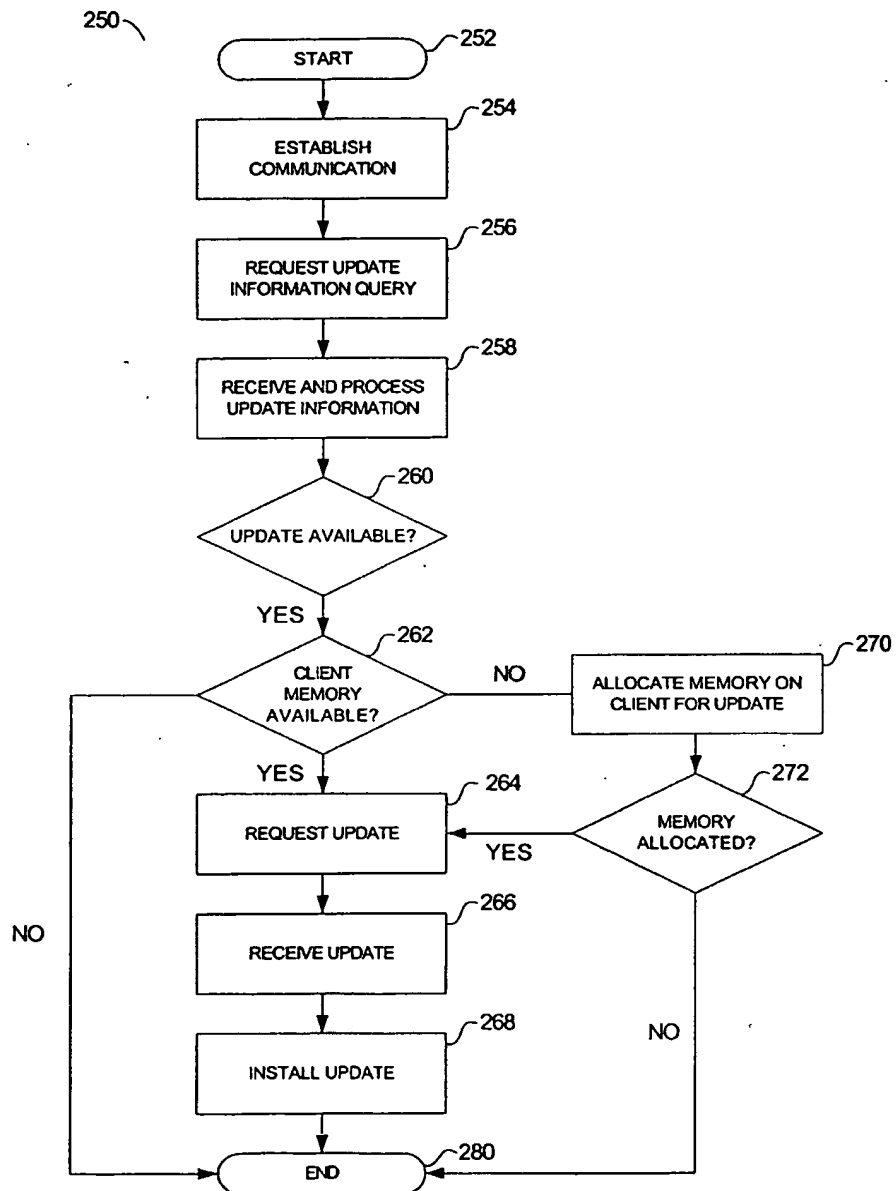 250
START
252
254
ESTABLISH
COMMUNICATION
256
REQUEST UPDATE
INFORMATION QUERY
258
RECEIVE AND PROCESS
UPDATE INFORMATION
260
UPDATE AVAILABLE?
YES
262
CLIENT
MEMORY
AVAILABLE?
NO
270
ALLOCATE MEMORY ON
CLIENT FOR UPDATE
YES
264
REQUEST UPDATE
272
MEMORY
ALLOCATED?
YES
266
RECEIVE UPDATE
NO
268
INSTALL UPDATE
NO
280
END